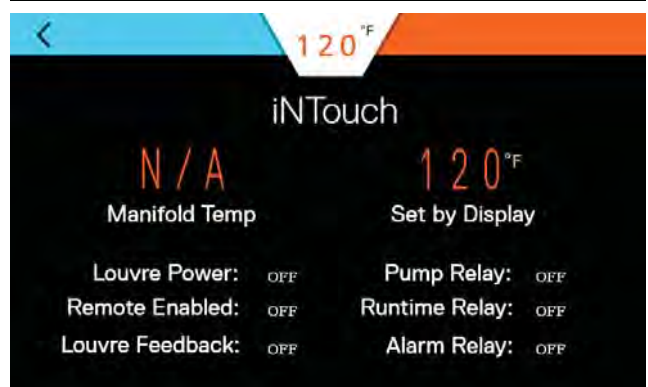 120°F
iNTouch
N/A 120°F
Manifold Temp Set by Display
Louvre Power: OFF Pump Relay: OFF
Remote Enabled: OFF Runtime Relay: OFF
Louvre Feedback: OFF Alarm Relay: OFF